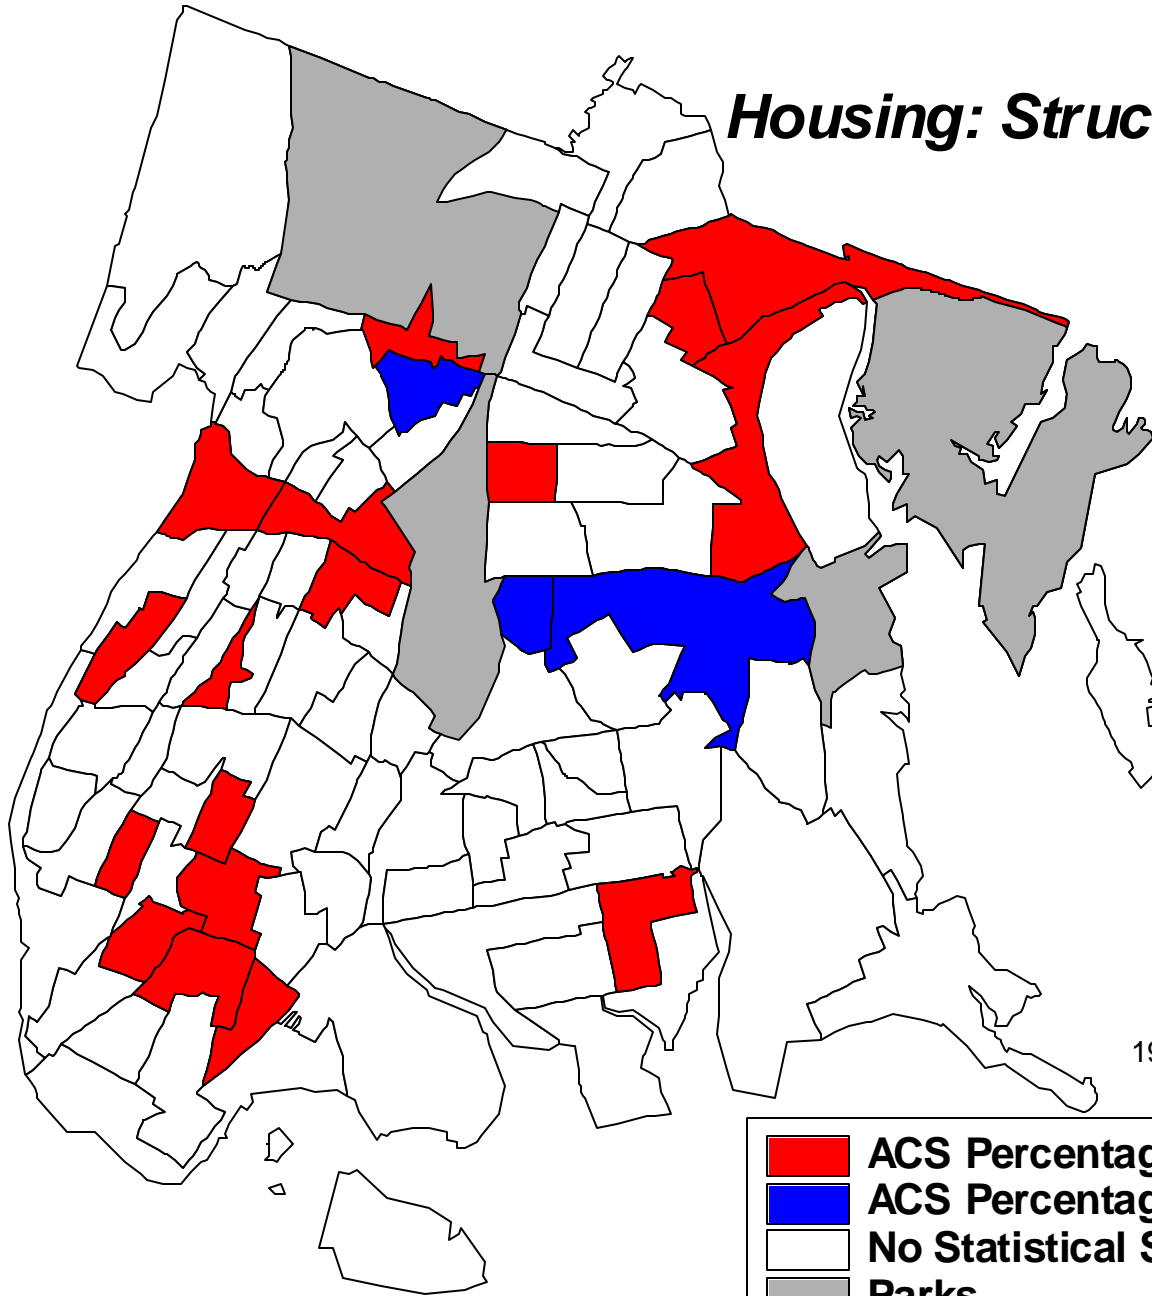 Housing: Struc
19
ACS Percentag
ACS Percentag
No Statistical S
Parks